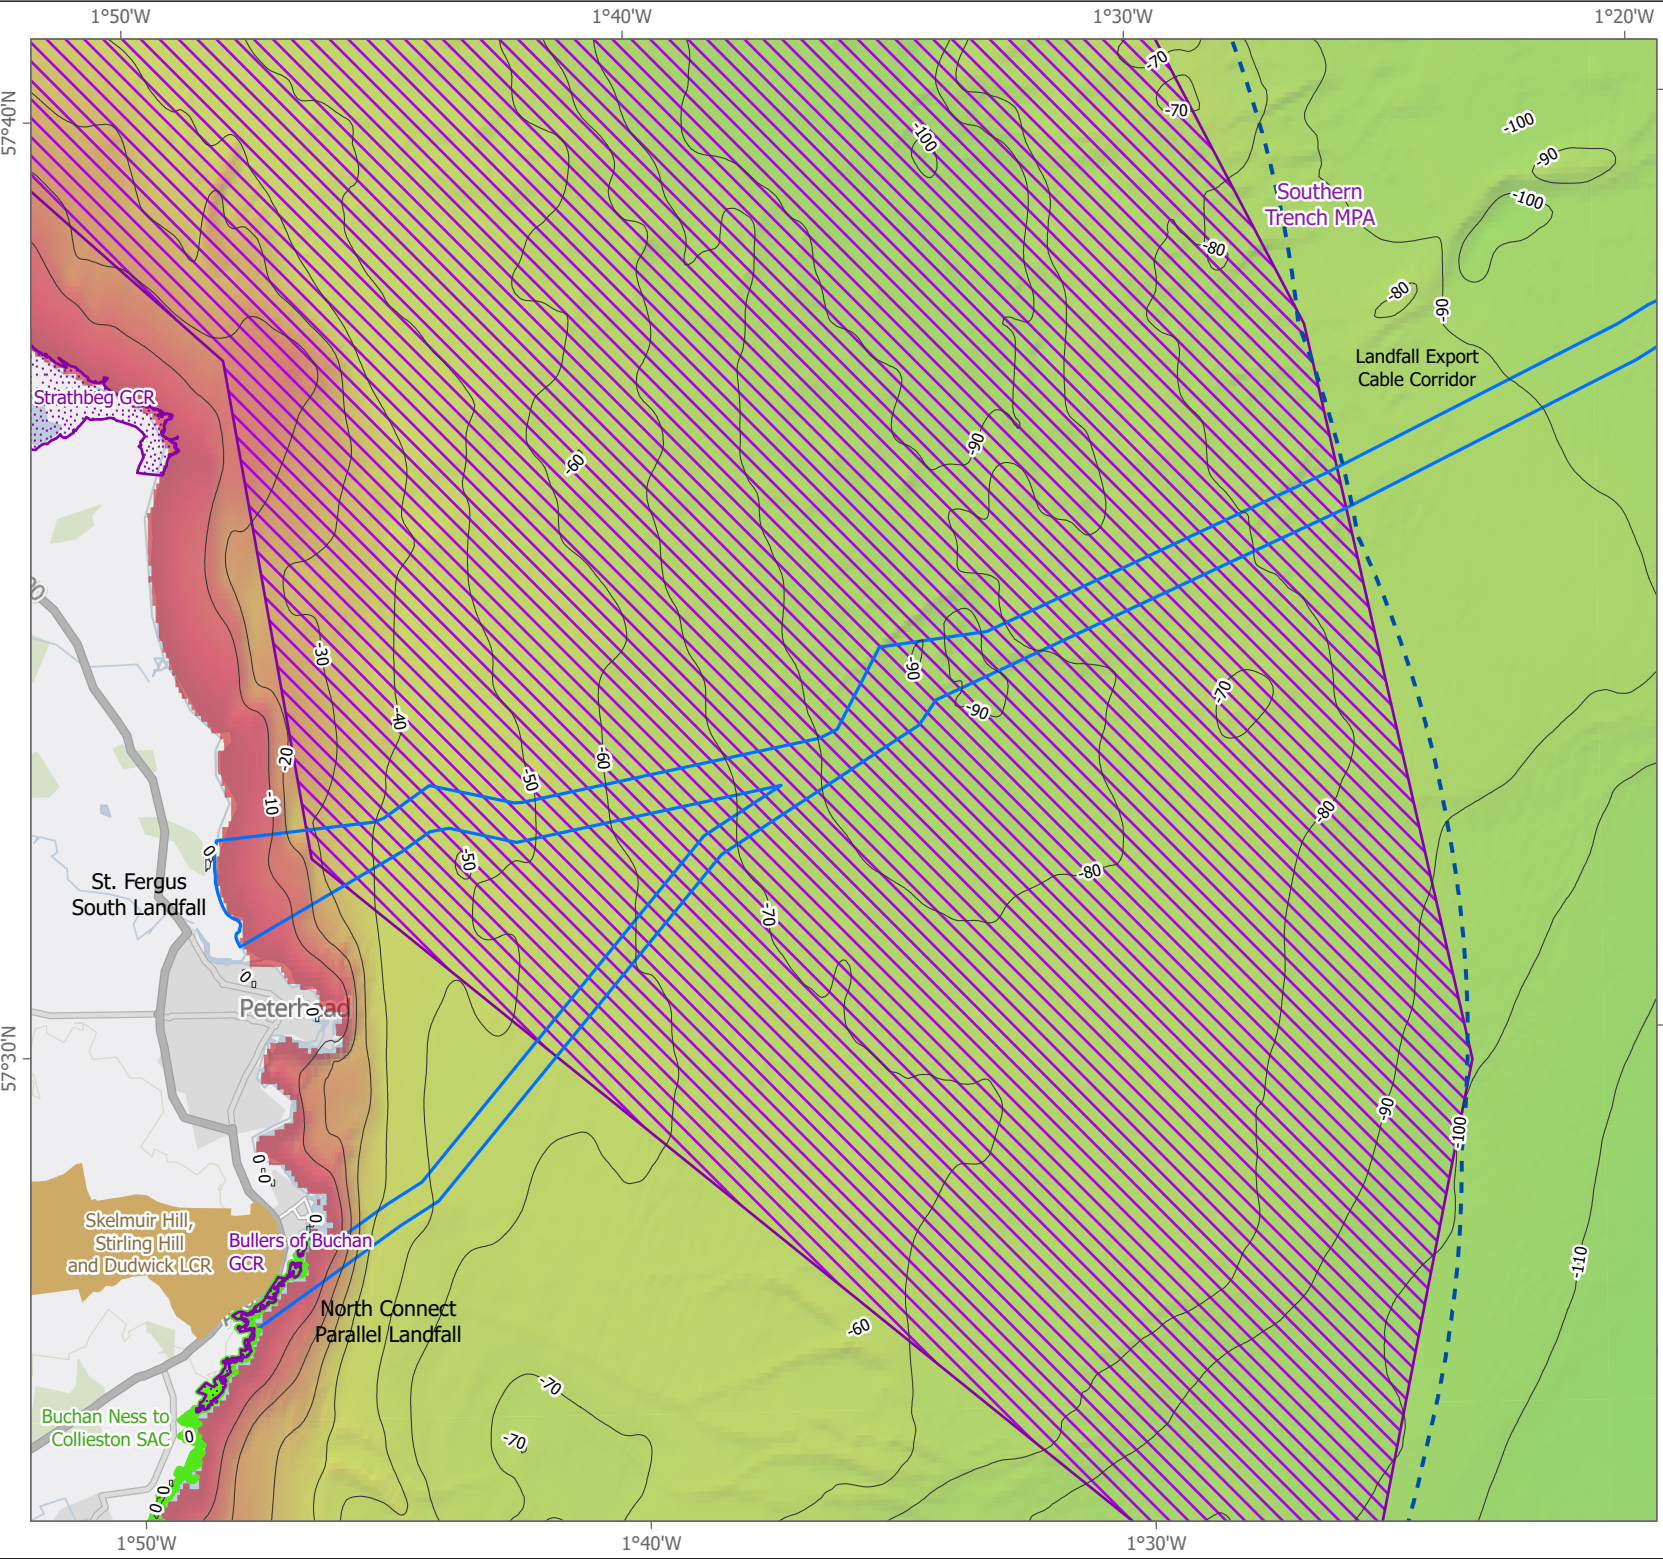 1°50'W
1°40'W
1°30'W
1°20'W
57°40'N
-70
-70
-100
-100
-90
-100
Southern
Trench MPA
-80
-80
-90
Landfall Export
Cable Corridor
Strathbeg GCR
-60
-90
-30
-90
-70
-90
-40
-20
-60
-50
-10
-80
0
-50
-80
St. Fergus
South Landfall
-70
0
Peterhead
0
57°30'N
-90
-100
0
0
0
Skelmuir Hill,
Stirling Hill
and Dudwick LCR
Bullers of Buchan
GCR
-110
North Connect
Parallel Landfall
-60
-70
Buchan Ness to
Collieston SAC
0
-70
0
0
1°50'W
1°40'W
1°30'W